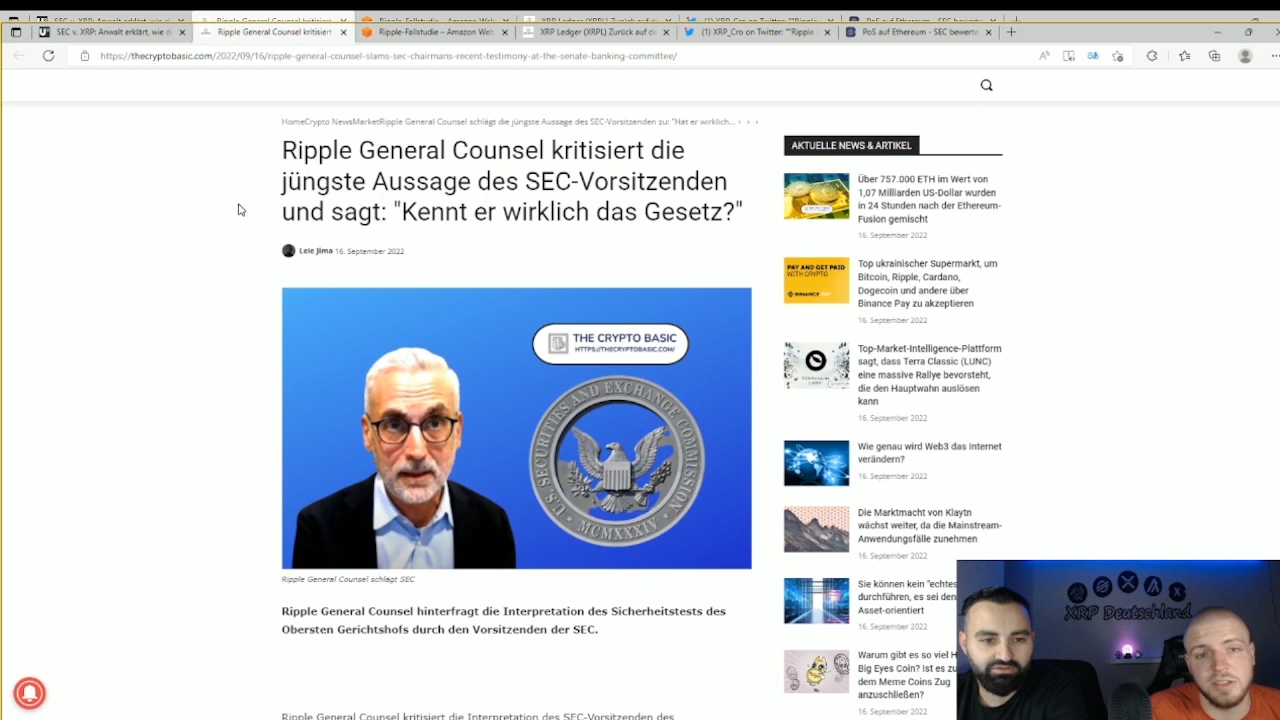 SEC v. XRP: Anwalt erklärt, wie di
Ripple General Counsel kritisiert
Ripple-Fallstudie – Amazon Web
XRP Ledger (XRPL) Zurück auf de
(1) XRP_Cro on Twitter: "'Ripple
PoS auf Ethereum - SEC bewerte
https://thecryptobasic.com/2022/09/16/ripple-general-counsel-slams-sec-chairmans-recent-testimony-at-the-senate-banking-committee/
HomeCrypto NewsMarketRipple General Counsel schlägt die jüngste Aussage des SEC-Vorsitzenden zu: "Hat er wirklich...
Ripple General Counsel kritisiert die
jüngste Aussage des SEC-Vorsitzenden
und sagt: "Kennt er wirklich das Gesetz?"
Lele Jima 16. September 2022
THE CRYPTO BASIC
HTTPS://THECRYPTOBASIC.COM/
U.S. SECURITIES AND EXCHANGE COMMISSION
MCMXXXIV
Ripple General Counsel schlägt SEC
Ripple General Counsel hinterfragt die Interpretation des Sicherheitstests des
Obersten Gerichtshofs durch den Vorsitzenden der SEC.
Ripple General Counsel kritisiert die Interpretation des SEC-Vorsitzenden des
AKTUELLE NEWS & ARTIKEL
Über 757.000 ETH im Wert von
1,07 Milliarden US-Dollar wurden
in 24 Stunden nach der Ethereum-
Fusion gemischt
16. September 2022
PAY AND GET PAID
WITH CRYPTO
BINANCE
Top ukrainischer Supermarkt, um
Bitcoin, Ripple, Cardano,
Dogecoin und andere über
Binance Pay zu akzeptieren
16. September 2022
Top-Market-Intelligence-Plattform
sagt, dass Terra Classic (LUNC)
eine massive Rallye bevorsteht,
die den Hauptwahn auslösen
kann
16. September 2022
Wie genau wird Web3 das Internet
verändern?
16. September 2022
Die Marktmacht von Klaytn
wächst weiter, da die Mainstream-
Anwendungsfälle zunehmen
16. September 2022
Sie können kein "echtes
durchführen, es sei den
Asset-orientiert
16. September 2022
Warum gibt es so viel H
Big Eyes Coin? Ist es zu
dem Meme Coins Zug
anzuschließen?
16. September 2022
XRP Deutschland